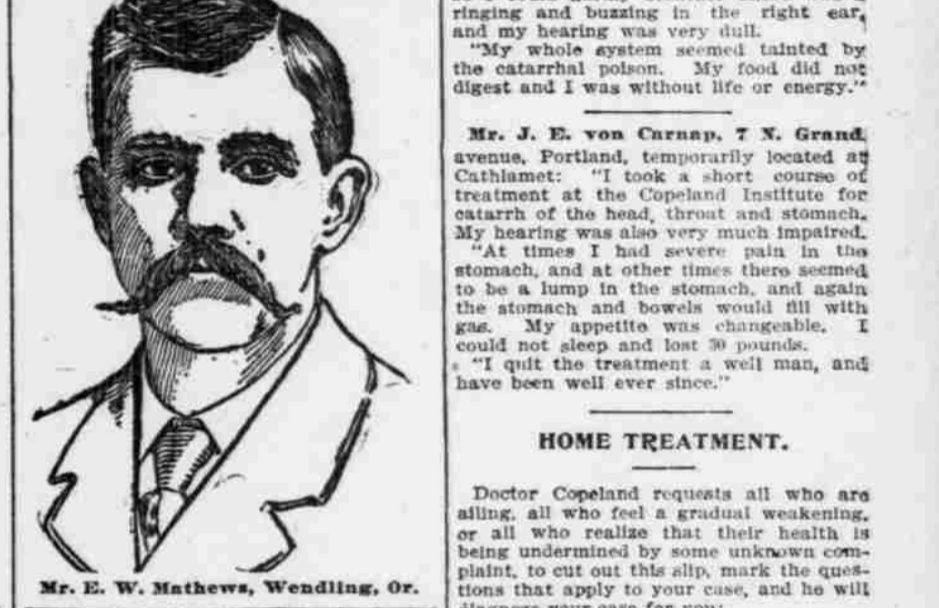 ringing and buzzing in the right ear,
and my hearing was very dull.
"My whole system seemed tainted by
the catarrhal poison. My food did not
digest and I was without life or energy."
Mr. J. E. von Carnap, 7 N. Grand
avenue, Portland, temporarily located at
Cathlamet: "I took a short course of
treatment at the Copeland Institute for
catarrh of the head, throat and stomach.
My hearing was also very much impaired.
"At times I had severe pain in the
stomach, and at other times there seemed
to be a lump in the stomach, and again
the stomach and bowels would fill with
gas. My appetite was changeable. I
could not sleep and lost 30 pounds.
"I quit the treatment a well man, and
have been well ever since."
HOME TREATMENT.
Doctor Copeland requests all who are
ailing, all who feel a gradual weakening,
or all who realize that their health is
being undermined by some unknown com-
plaint, to cut out this slip, mark the ques-
tions that apply to your case, and he will
Mr. E. W. Mathews, Wendling, Or.